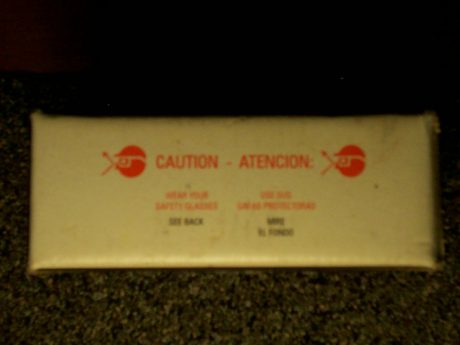 CAUTION - ATENCION:
WEAR YOUR
SAFETY GLASSES
SEE BACK
USE SUS
GAFAS PROTECTORAS
MIRE
EL FONDO